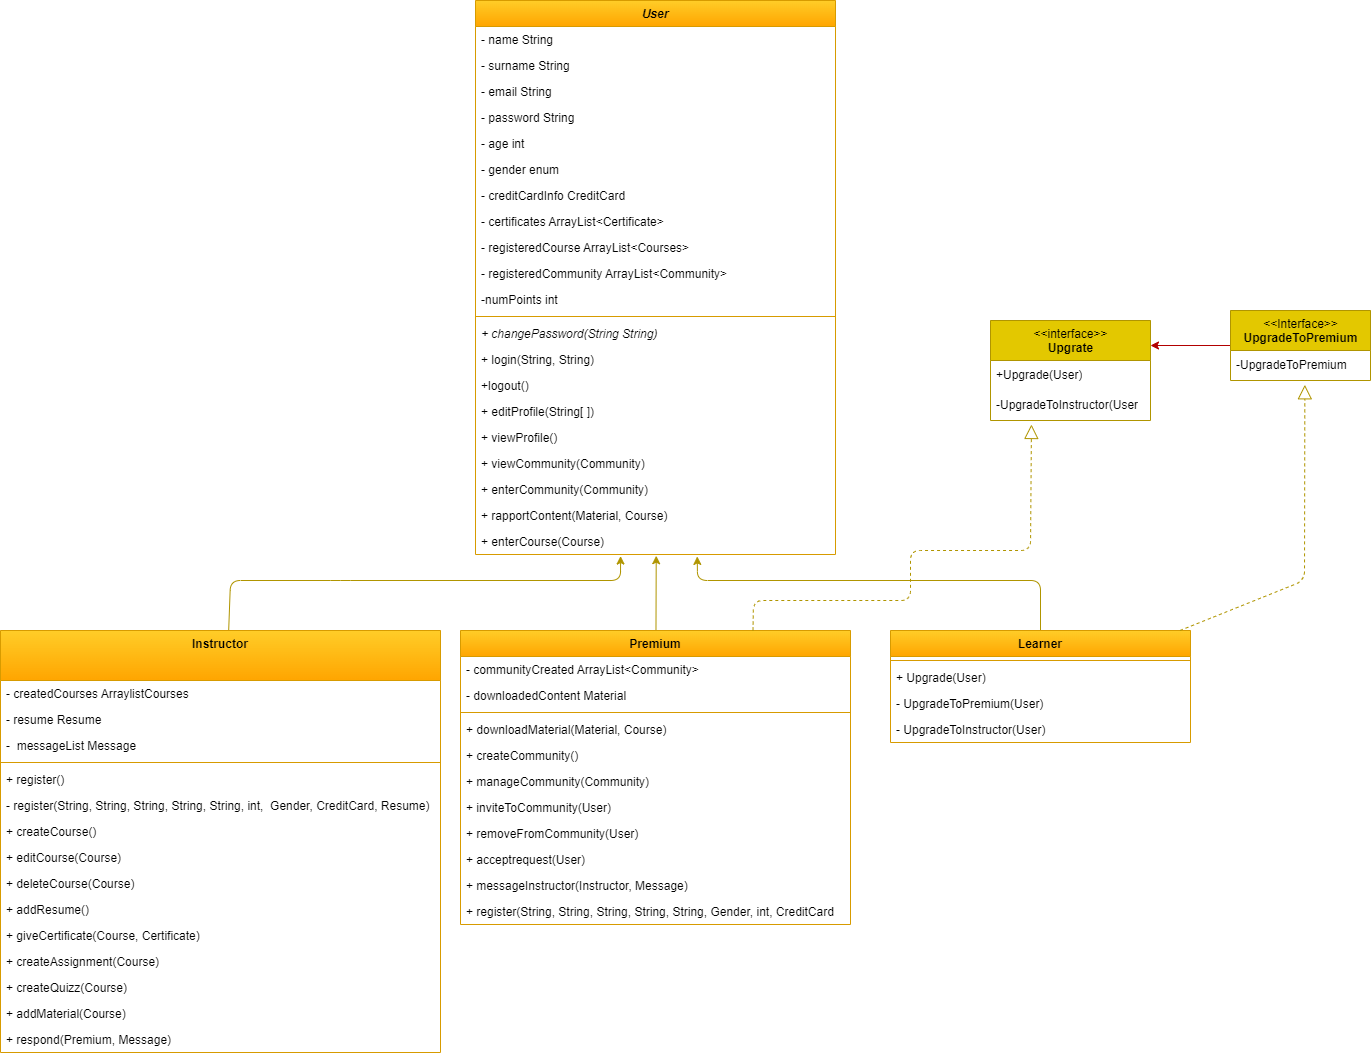 User
- name String
- surname String
- email String
- password String
- age int
- gender enum
- creditCardInfo CreditCard
- certificates ArrayList<Certificate>
- registeredCourse ArrayList<Courses>
- registeredCommunity ArrayList<Community>
-numPoints int
+ changePassword(String String)
+ login(String, String)
+logout()
+ editProfile(String[ ])
+ viewProfile()
+ viewCommunity(Community)
+ enterCommunity(Community)
+ rapportContent(Material, Course)
+ enterCourse(Course)
<<interface>>
Upgrate
+Upgrade(User)
-UpgradeToInstructor(User
<<Interface>>
UpgradeToPremium
-UpgradeToPremium
Instructor
- createdCourses ArraylistCourses
- resume Resume
- messageList Message
+ register()
- register(String, String, String, String, String, int, Gender, CreditCard, Resume)
+ createCourse()
+ editCourse(Course)
+ deleteCourse(Course)
+ addResume()
+ giveCertificate(Course, Certificate)
+ createAssignment(Course)
+ createQuizz(Course)
+ addMaterial(Course)
+ respond(Premium, Message)
Premium
- communityCreated ArrayList<Community>
- downloadedContent Material
+ downloadMaterial(Material, Course)
+ createCommunity()
+ manageCommunity(Community)
+ inviteToCommunity(User)
+ removeFromCommunity(User)
+ acceptrequest(User)
+ messageInstructor(Instructor, Message)
+ register(String, String, String, String, String, Gender, int, CreditCard
Learner
+ Upgrade(User)
- UpgradeToPremium(User)
- UpgradeToInstructor(User)